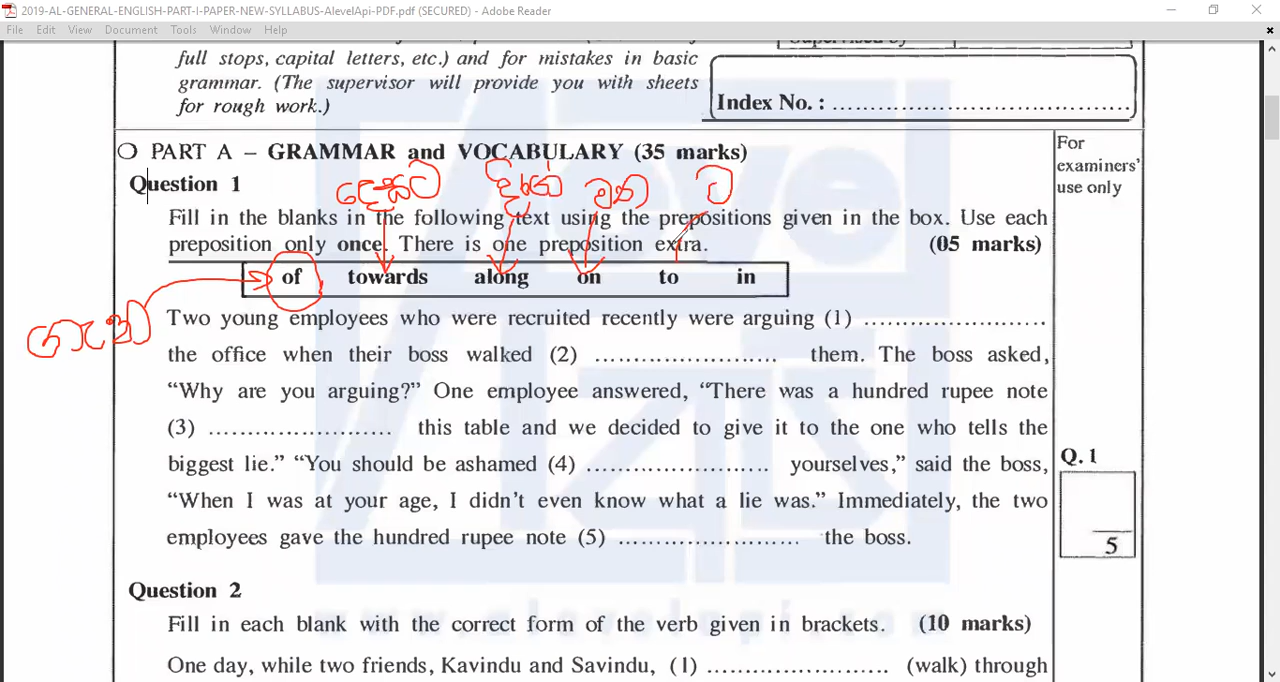 2019-AL-GENERAL-ENGLISH-PART-I-PAPER-NEW-SYLLABUS-AlevelApi-PDF.pdf (SECURED) - Adobe Reader
File Edit View Document Tools Window Help
full stops, capital letters, etc.) and for mistakes in basic
grammar. (The supervisor will provide you with sheets
for rough work.)
Index No. : ........................................
PART A – GRAMMAR and VOCABULARY (35 marks)
For
examiners'
use only
Question 1
Fill in the blanks in the following text using the prepositions given in the box. Use each
preposition only once. There is one preposition extra. (05 marks)
of towards along on to in
Two young employees who were recruited recently were arguing (1) ............................
the office when their boss walked (2) ............................ them. The boss asked,
“Why are you arguing?” One employee answered, “There was a hundred rupee note
(3) ............................ this table and we decided to give it to the one who tells the
biggest lie.” “You should be ashamed (4) ............................ yourselves,” said the boss,
“When I was at your age, I didn’t even know what a lie was.” Immediately, the two
employees gave the hundred rupee note (5) ............................ the boss.
Q. 1
5
Question 2
Fill in each blank with the correct form of the verb given in brackets. (10 marks)
One day, while two friends, Kavindu and Savindu, (1) ............................ (walk) through